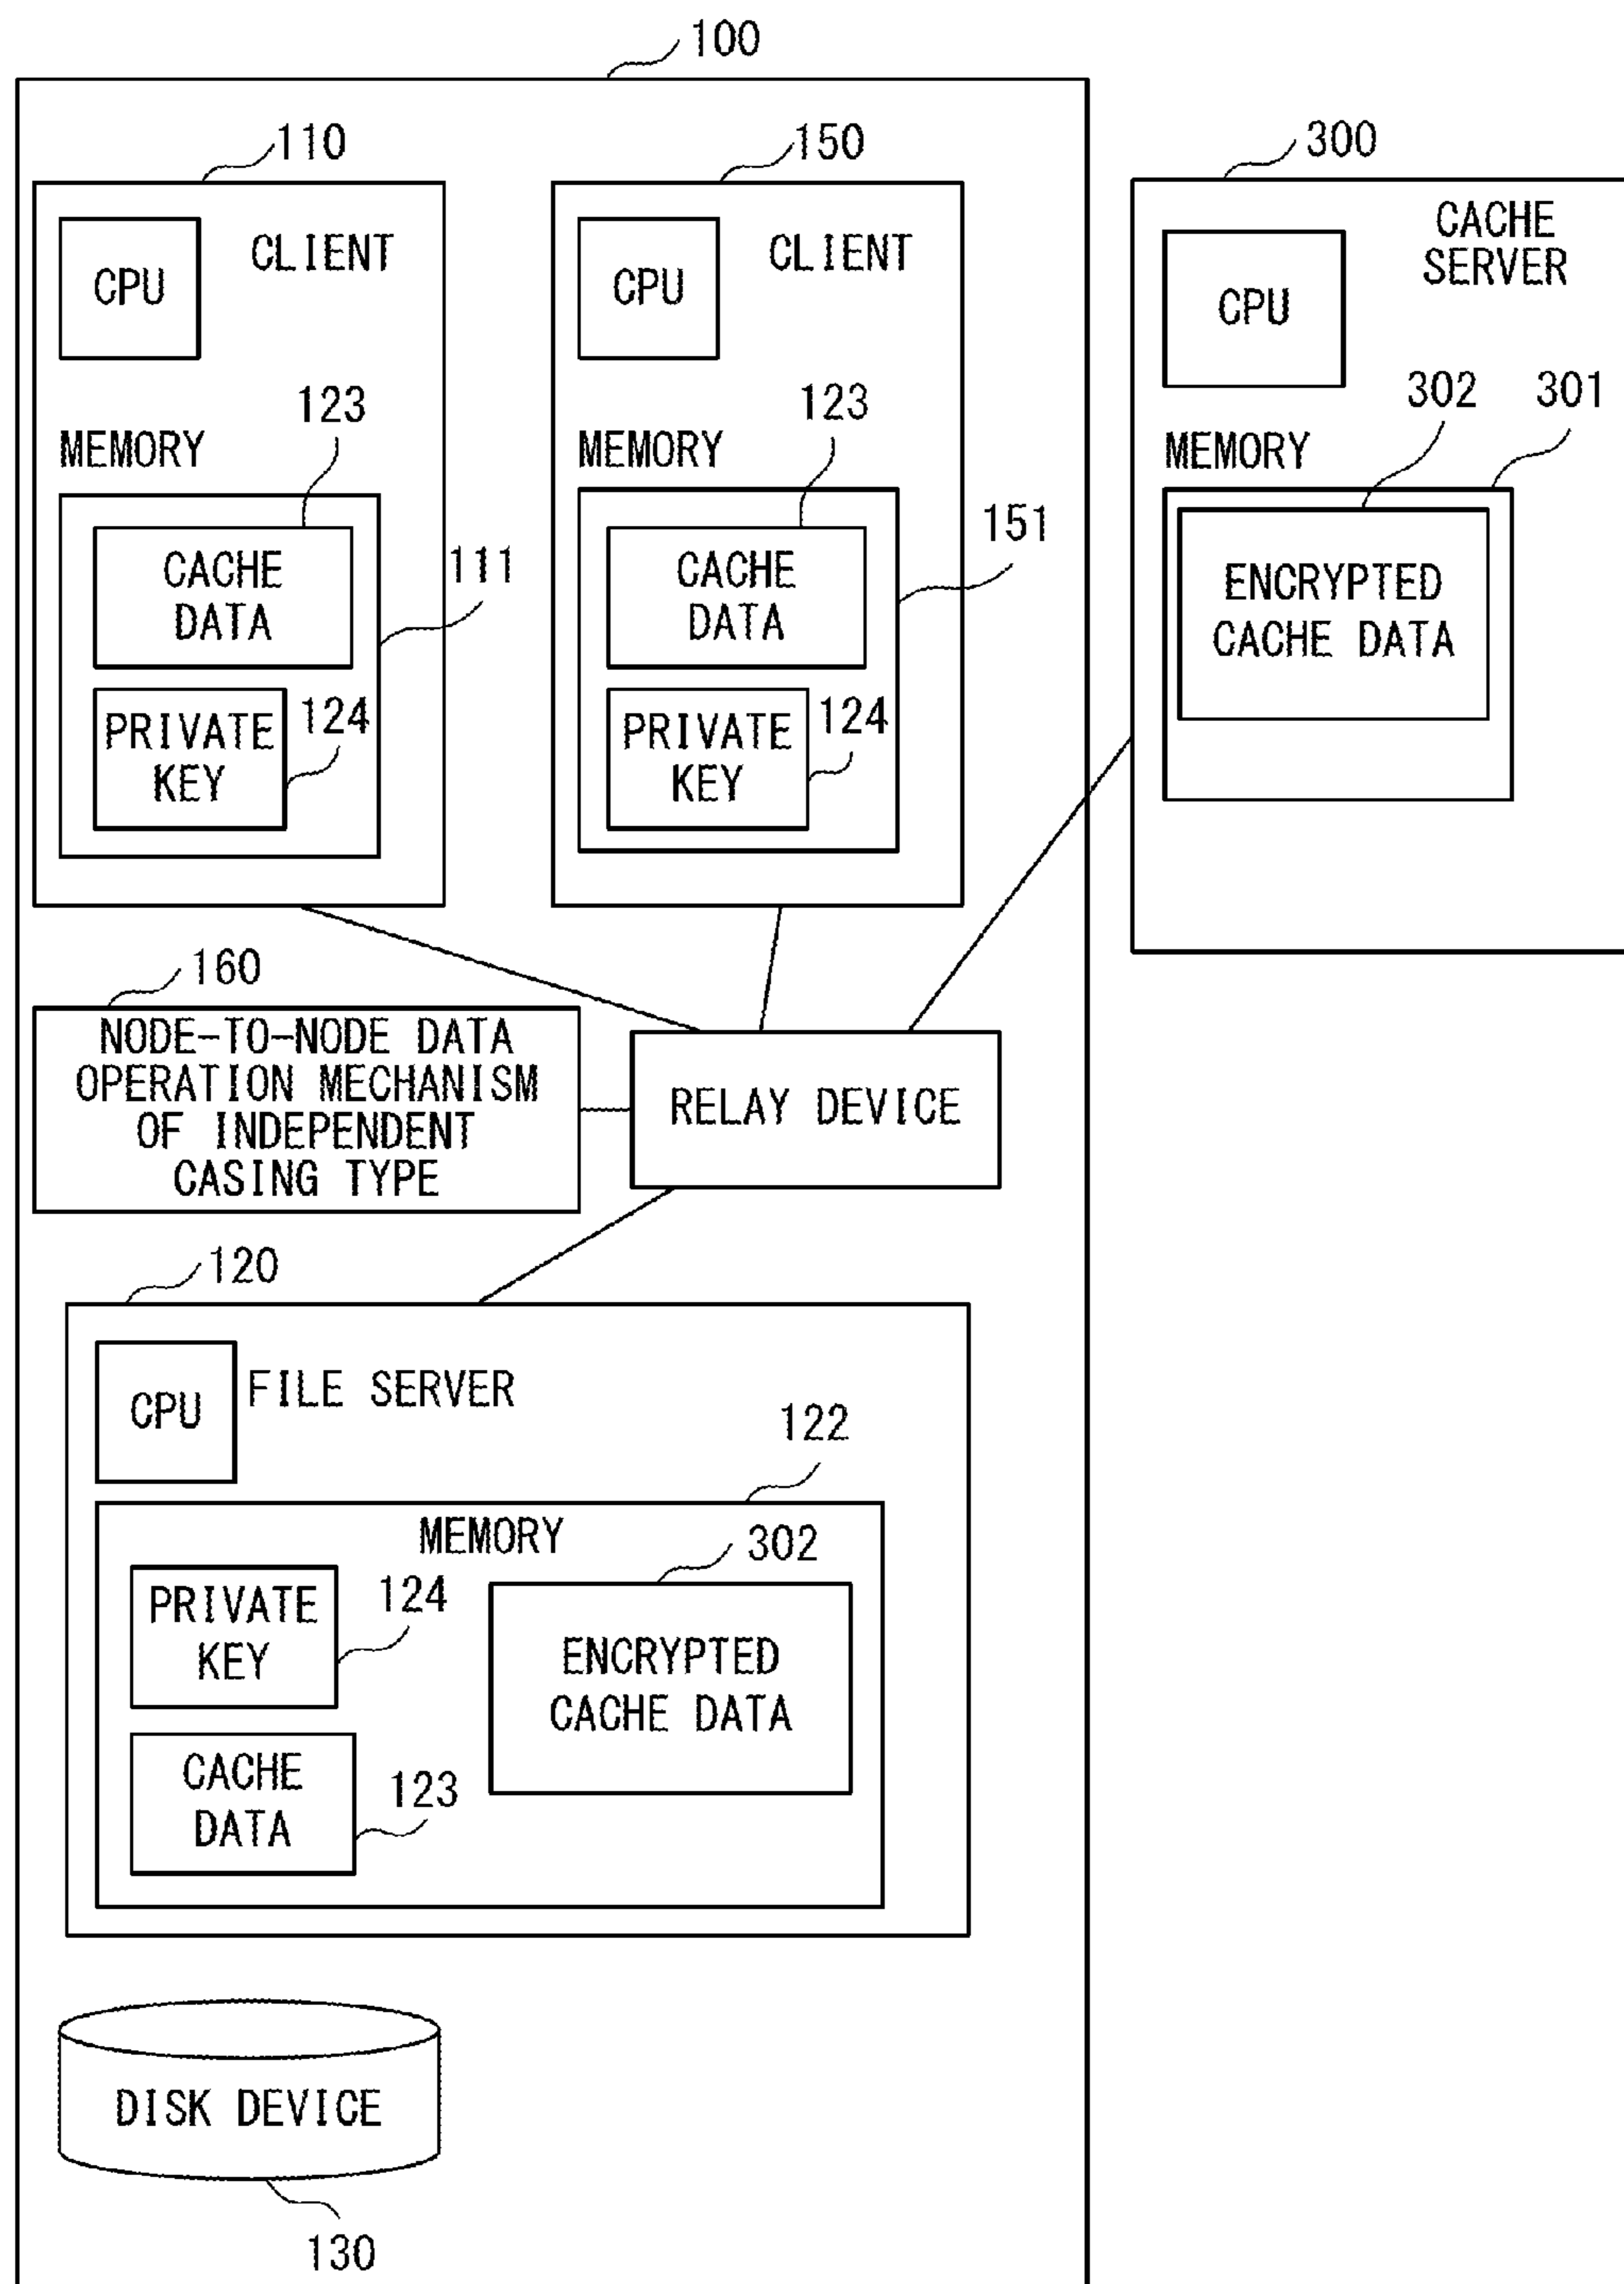 100
110
150
300
CLIENT
CPU
CLIENT
CPU
CACHE
SERVER
CPU
123
MEMORY
123
MEMORY
302
301
MEMORY
CACHE
DATA
111
CACHE
DATA
151
ENCRYPTED
CACHE DATA
PRIVATE
KEY
124
PRIVATE
KEY
124
160
NODE-TO-NODE DATA
OPERATION MECHANISM
OF INDEPENDENT
CASING TYPE
RELAY DEVICE
120
CPU
FILE SERVER
122
MEMORY
302
PRIVATE
KEY
124
ENCRYPTED
CACHE DATA
CACHE
DATA
123
DISK DEVICE
130